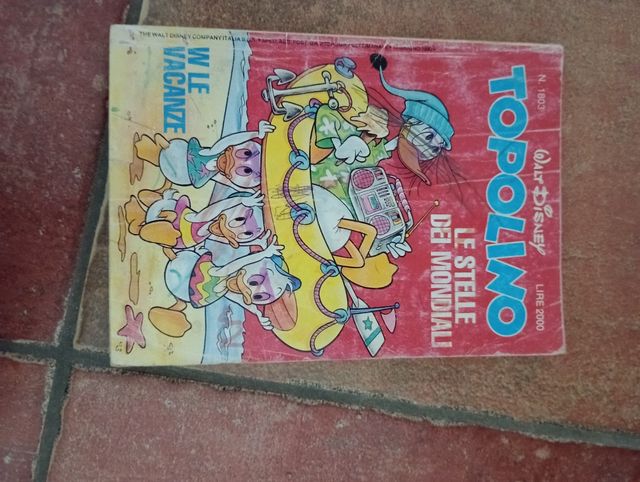 N. 1803
WALT DISNEY
LIRE 2000
TOPOLINO
LE STELLE
DEI MONDIALI
W LE
VACANZE
THE WALT DISNEY COMPANY ITALIA